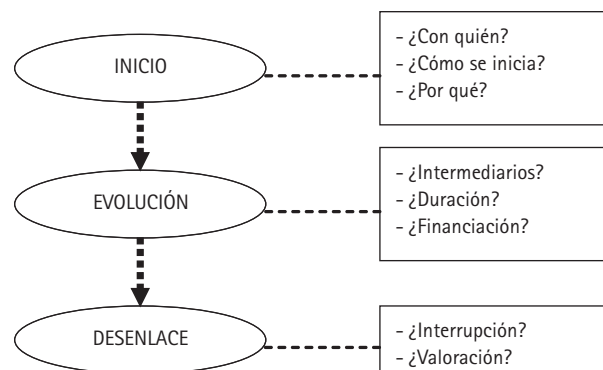 INICIO
- ¿Con quién?
- ¿Cómo se inicia?
- ¿Por qué?
EVOLUCIÓN
- ¿Intermediarios?
- ¿Duración?
- ¿Financiación?
DESENLACE
- ¿Interrupción?
- ¿Valoración?